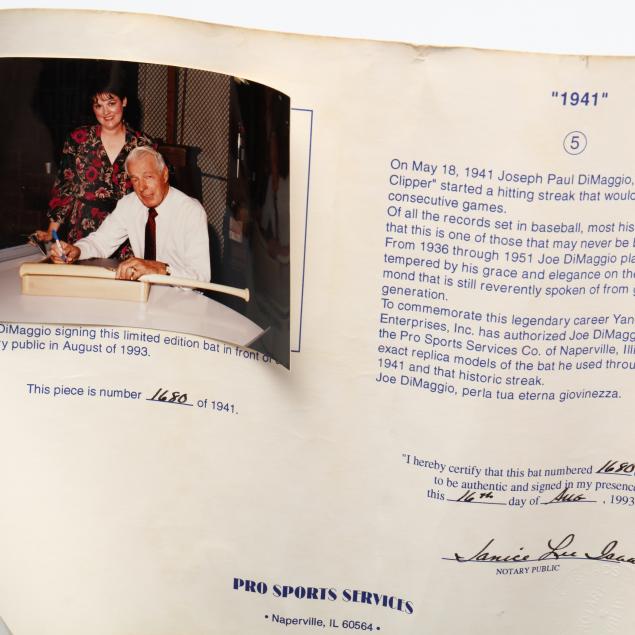 DiMaggio signing this limited edition bat in front of
public in August of 1993.
This piece is number 1680 of 1941.
PRO SPORTS SERVICES
• Naperville, IL 60564 •
"1941"
5
On May 18, 1941 Joseph Paul DiMaggio,
Clipper" started a hitting streak that would
consecutive games.
Of all the records set in baseball, most his
that this is one of those that may never be
From 1936 through 1951 Joe DiMaggio
tempered by his grace and elegance on the
mond that is still reverently spoken of from
generation.
To commemorate this legendary career
Enterprises, Inc. has authorized Joe
the Pro Sports Services Co. of Naperville,
exact replica models of the bat he used
1941 and that historic streak.
Joe DiMaggio, perla tua eterna giovinezza.
"I hereby certify that this bat numbered 1680
to be authentic and signed in my presence
this 16th day of Aug , 1993
Janice Lee
NOTARY PUBLIC